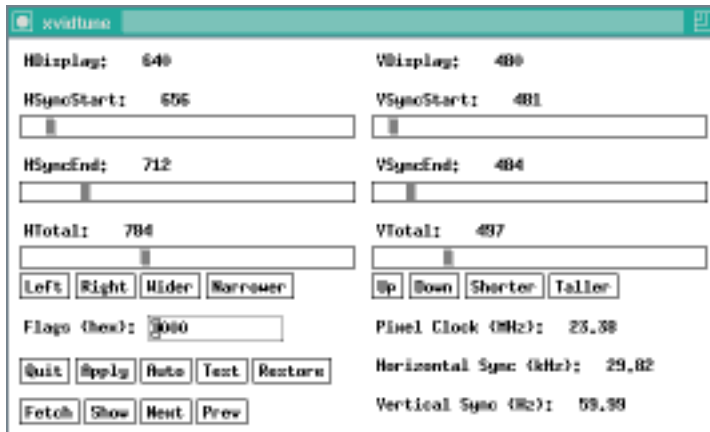 xvidtune
HDisplay: 640 VDisplay: 480
HSyncStart: 656 VSyncStart: 481
HSyncEnd: 712 VSyncEnd: 484
HTotal: 784 VTotal: 497
Left Right Wider Narrower Up Down Shorter Taller
Flags (hex): 0000 Pixel Clock (MHz): 23.38
Quit Apply Auto Test Restore Horizontal Sync (kHz): 29.82
Fetch Show Next Prev Vertical Sync (Hz): 59.99